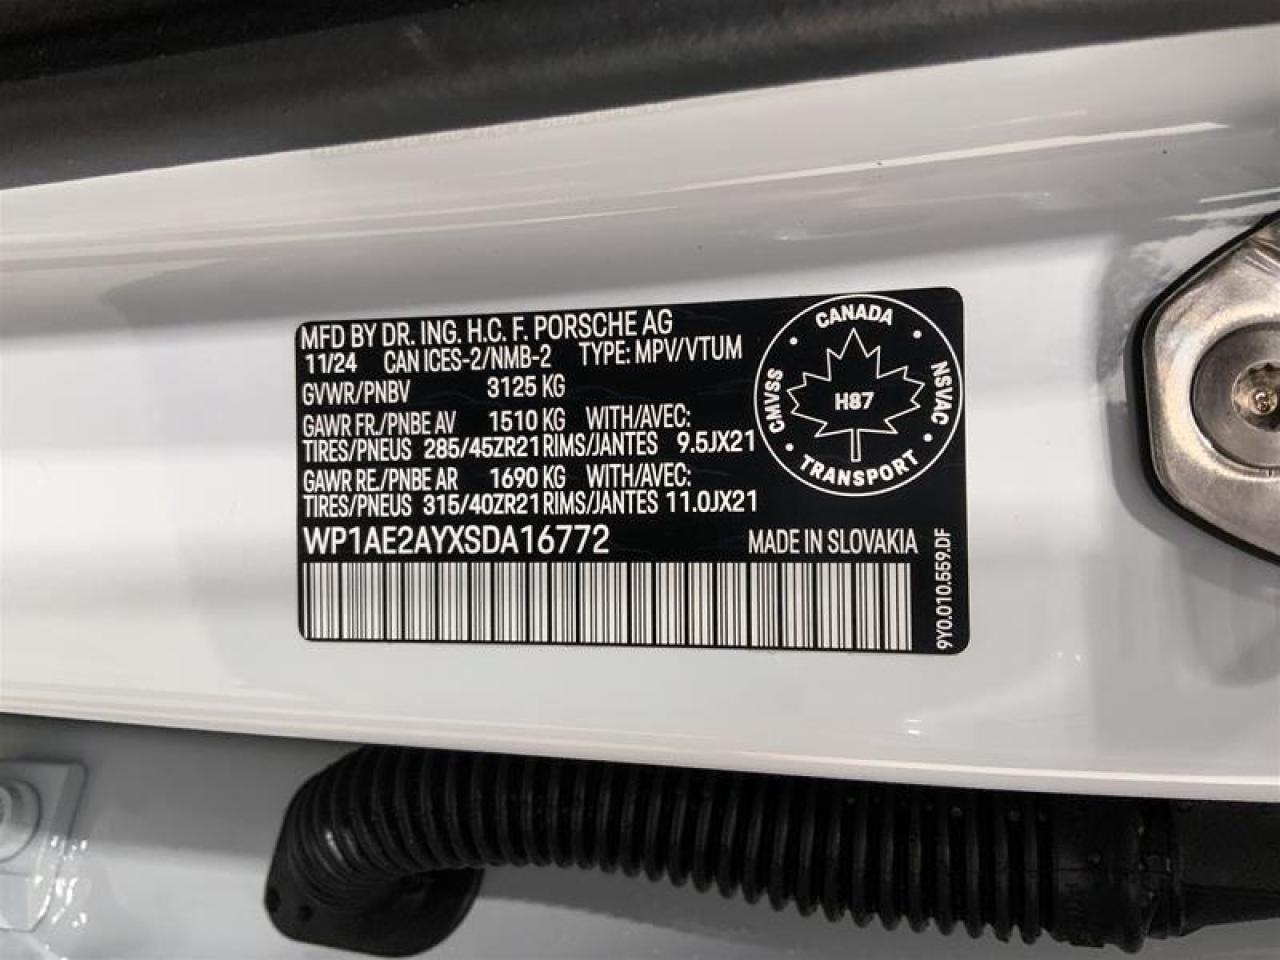 MFD BY DR. ING. H.C. F. PORSCHE AG
11/24 CAN ICES-2/NMB-2 TYPE: MPV/VTUM
GVWR/PNBV 3125 KG
GAWR FR./PNBE AV 1510 KG WITH/AVEC:
TIRES/PNEUS 285/45ZR21 RIMS/JANTES 9.5JX21
GAWR RE./PNBE AR 1690 KG WITH/AVEC:
TIRES/PNEUS 315/40ZR21 RIMS/JANTES 11.0JX21
WP1AE2AYXSDA16772 MADE IN SLOVAKIA
CANADA
CMVSS
NSVAC
H87
TRANSPORT
9Y0.010.559.DF